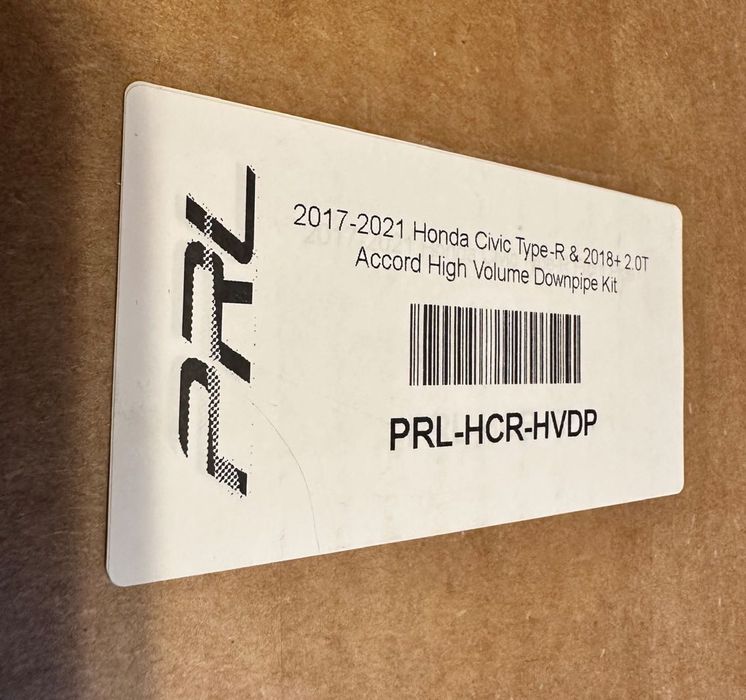 PRL
2017-2021 Honda Civic Type-R & 2018+ 2.0T
Accord High Volume Downpipe Kit
PRL-HCR-HVDP